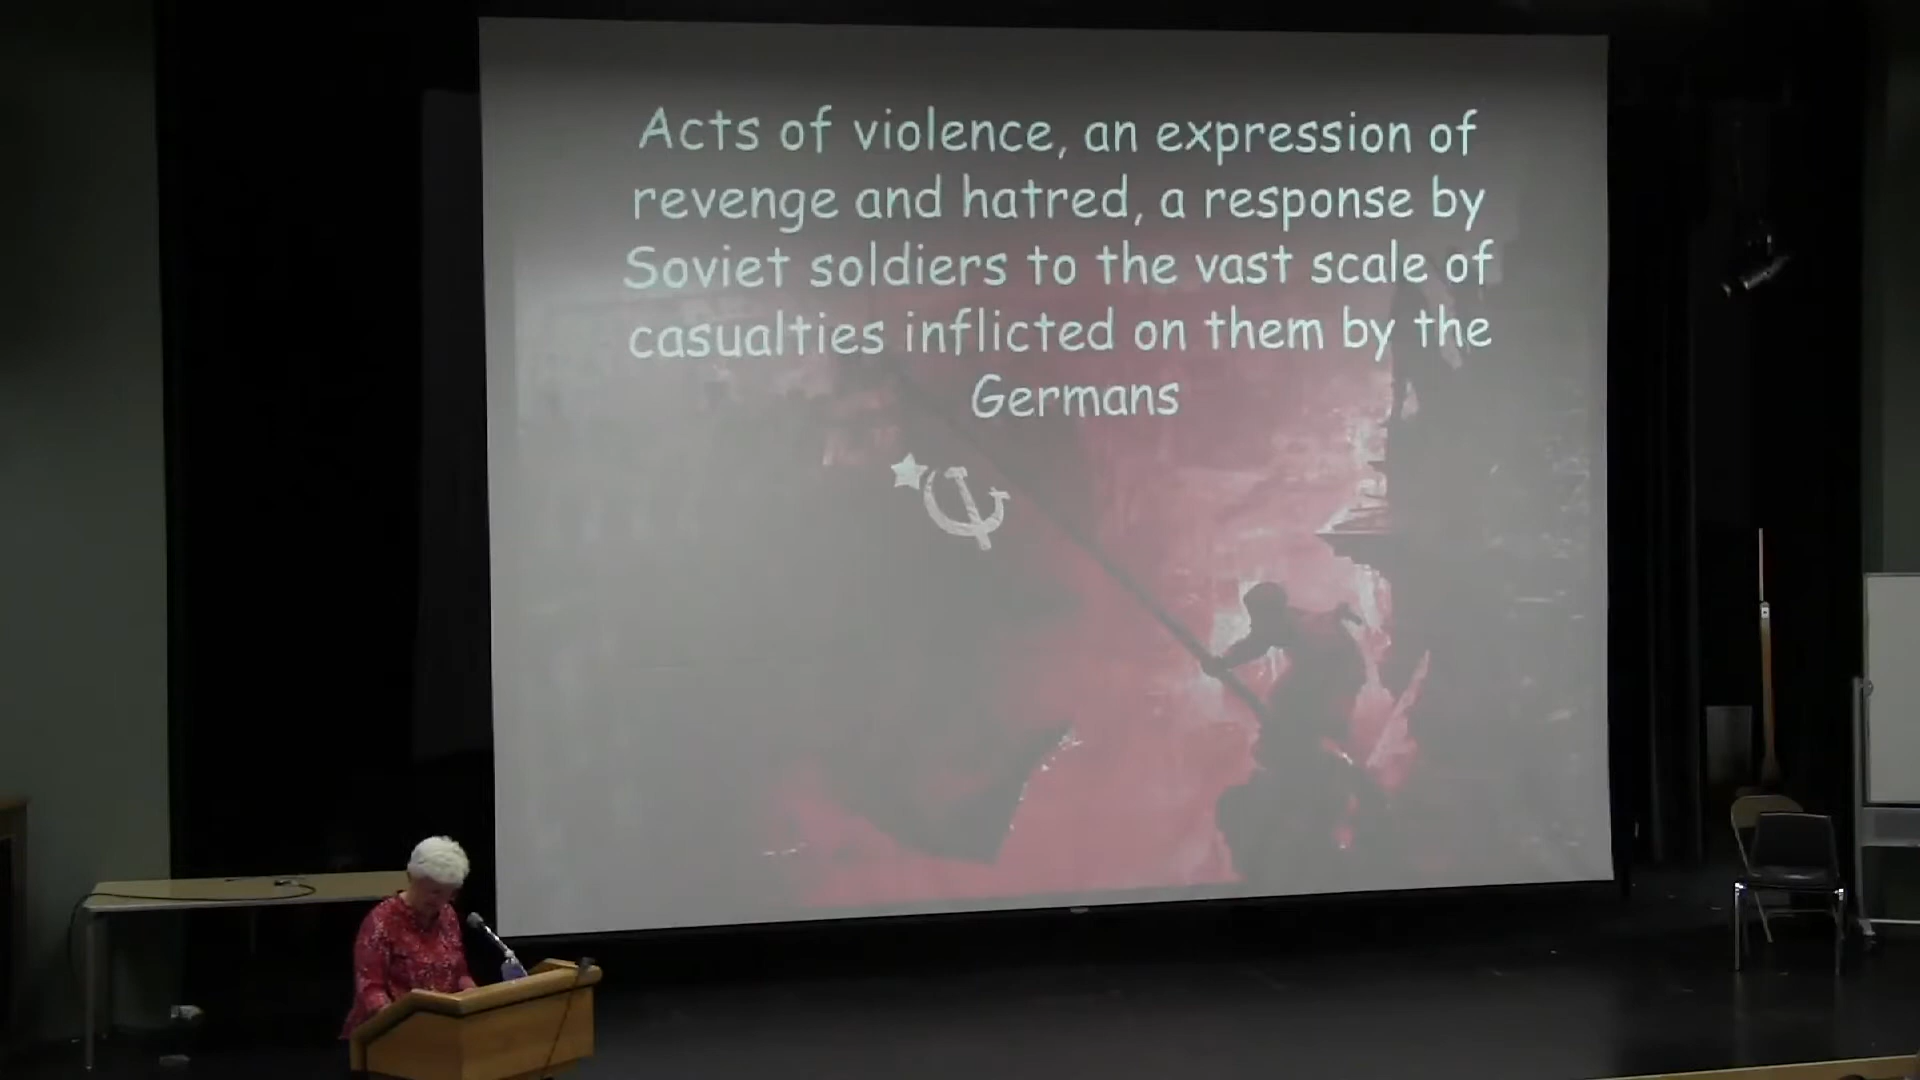 Acts of violence, an expression of
revenge and hatred, a response by
Soviet soldiers to the vast scale of
casualties inflicted on them by the
Germans